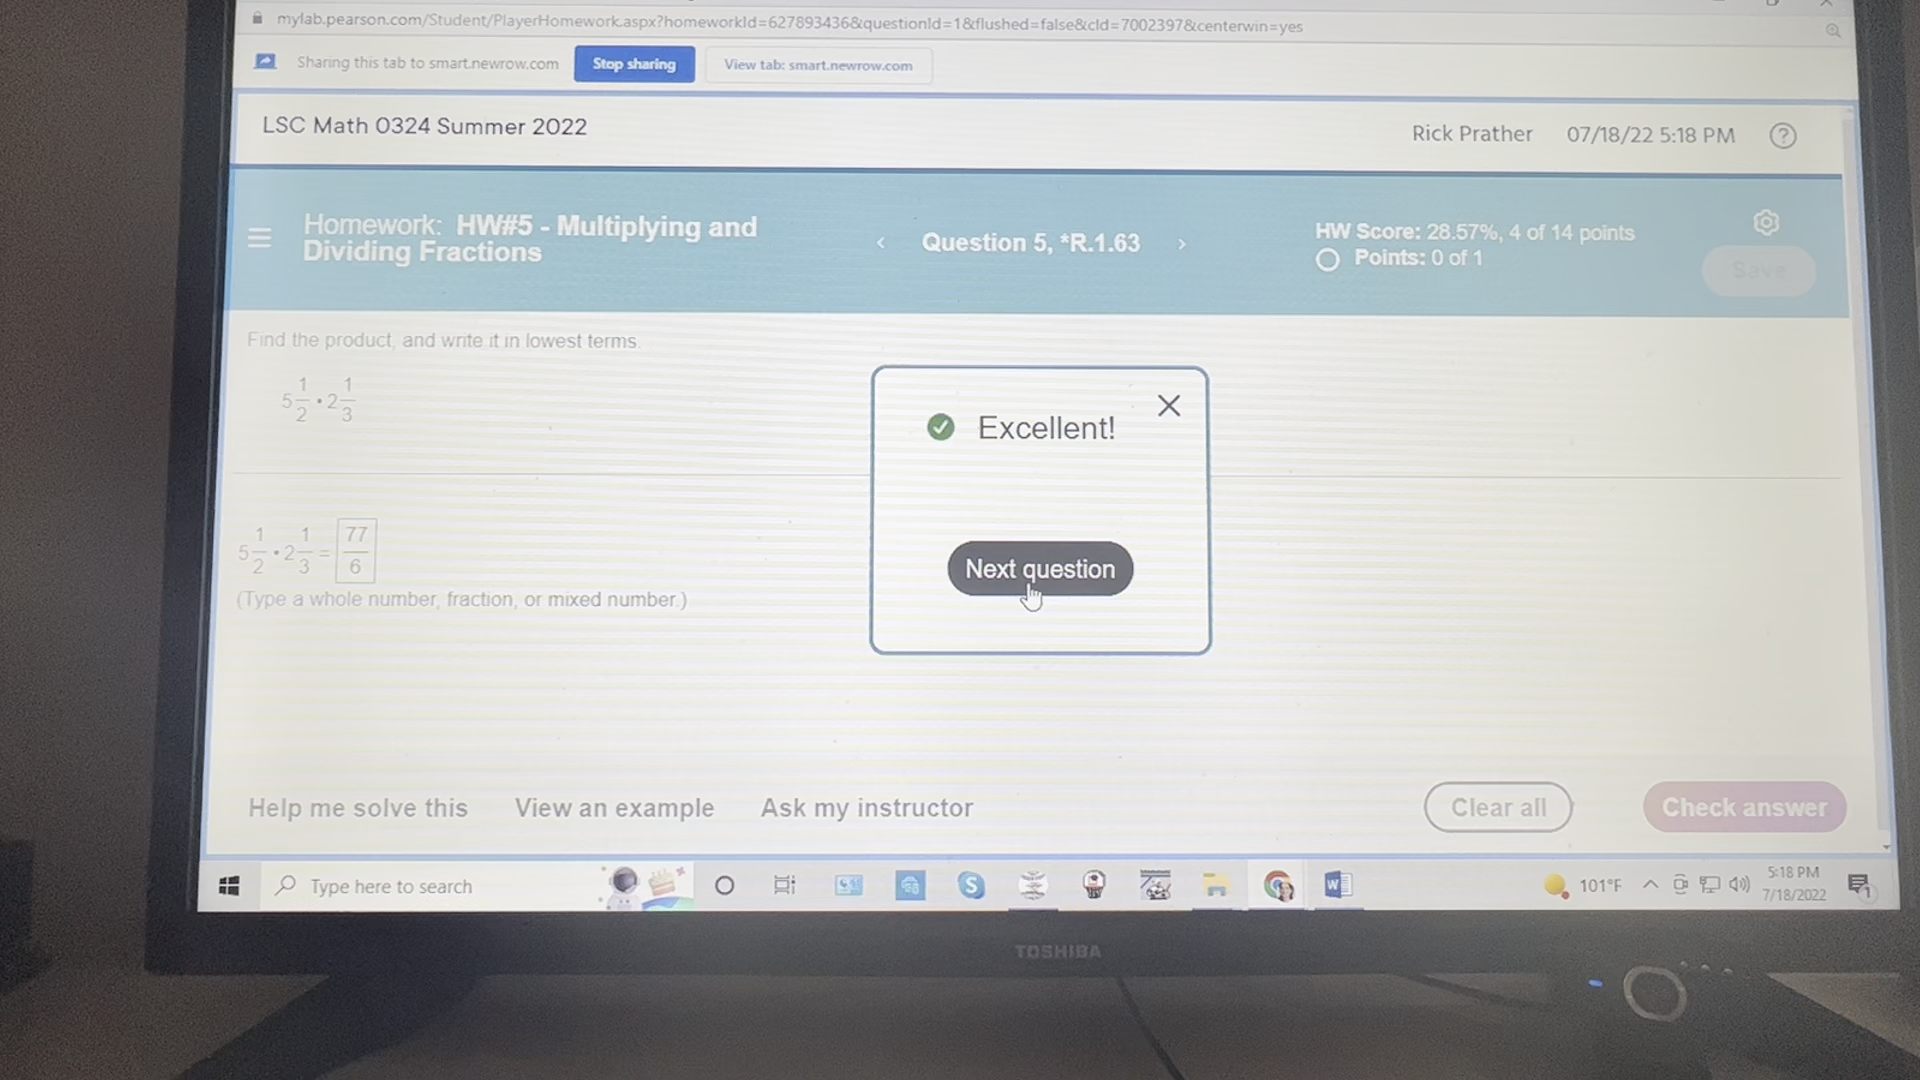 mylab.pearson.com/Student/PlayerHomework.aspx?homeworkId=627893436&questionId=1&flushed=false&cId=7002397&centerwin=yes
Sharing this tab to smart.newrow.com Stop sharing View tab: smart.newrow.com
LSC Math 0324 Summer 2022 Rick Prather 07/18/22 5:18 PM ?
Homework: HW#5 - Multiplying and
Dividing Fractions
‹ Question 5, *R.1.63 ›
HW Score: 28.57%, 4 of 14 points
Points: 0 of 1
Save
Find the product, and write it in lowest terms.
5 1/2 • 2 1/3
Excellent!
Next question
5 1/2 • 2 1/3 = 77/6
(Type a whole number, fraction, or mixed number.)
Help me solve this View an example Ask my instructor Clear all Check answer
Type here to search S W 101°F 5:18 PM
7/18/2022 1
TOSHIBA